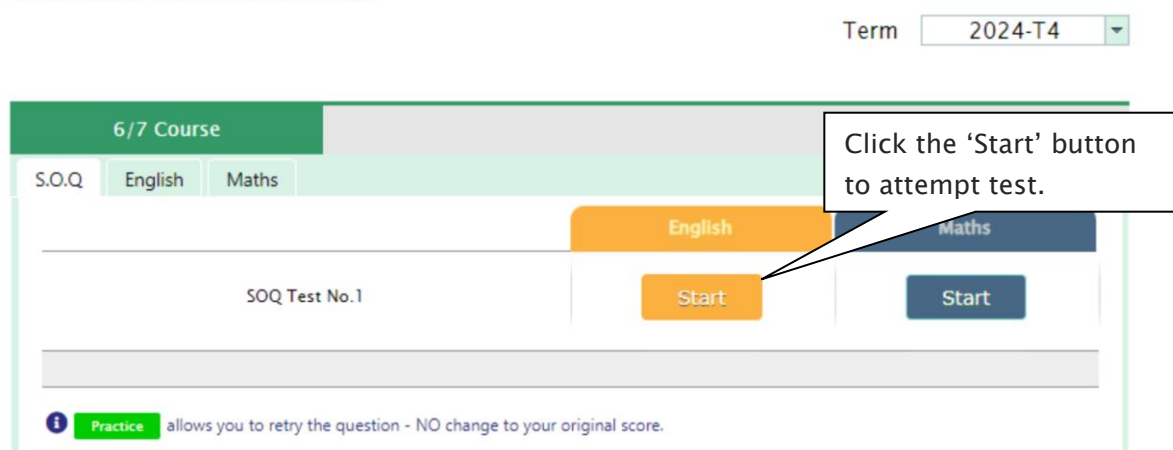 Term 2024-T4
6/7 Course
Click the ‘Start’ button
to attempt test.
S.O.Q English Maths
English Maths
SOQ Test No.1 Start Start
Practice allows you to retry the question - NO change to your original score.